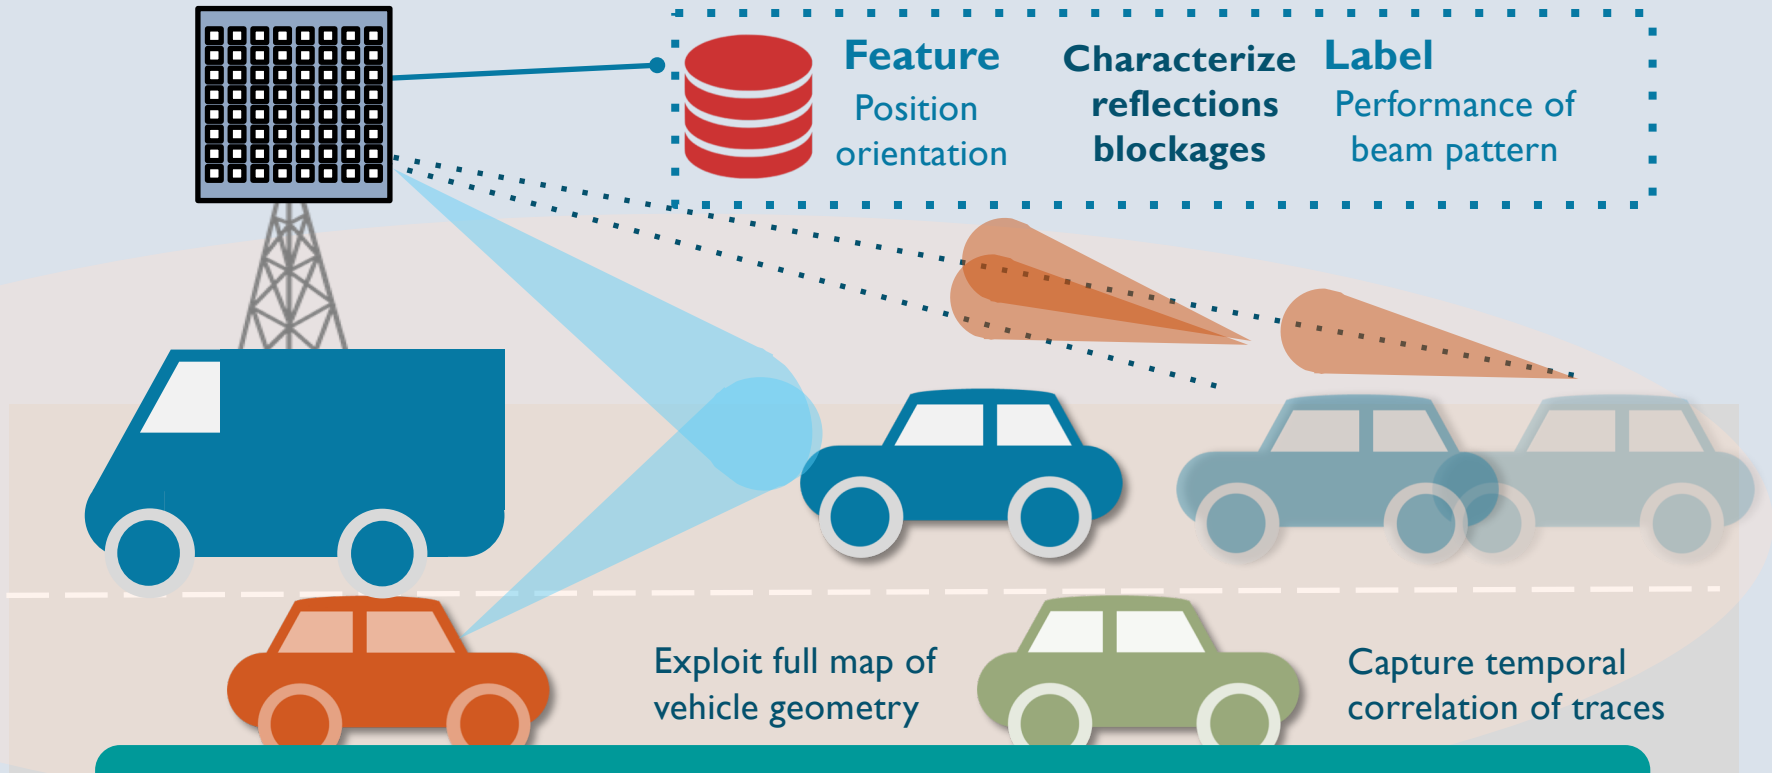 Feature
Position
orientation
Characterize
reflections
blockages
Label
Performance of
beam pattern
Exploit full map of
vehicle geometry
Capture temporal
correlation of traces